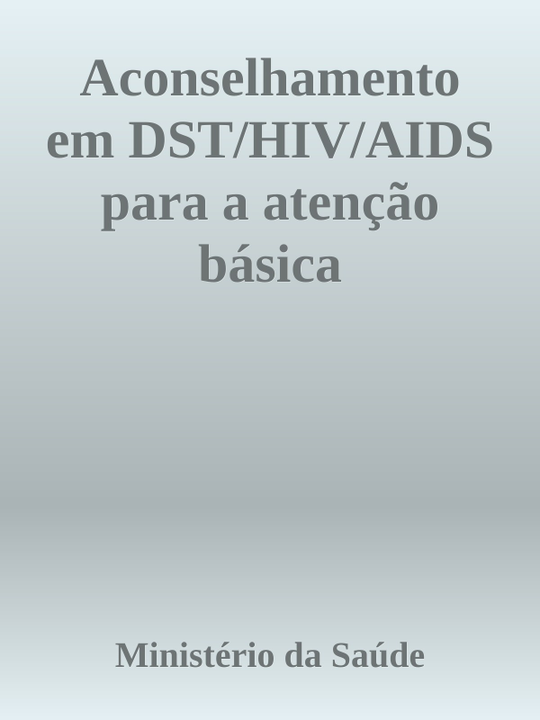 Aconselhamento
em DST/HIV/AIDS
para a atenção
básica
Ministério da Saúde